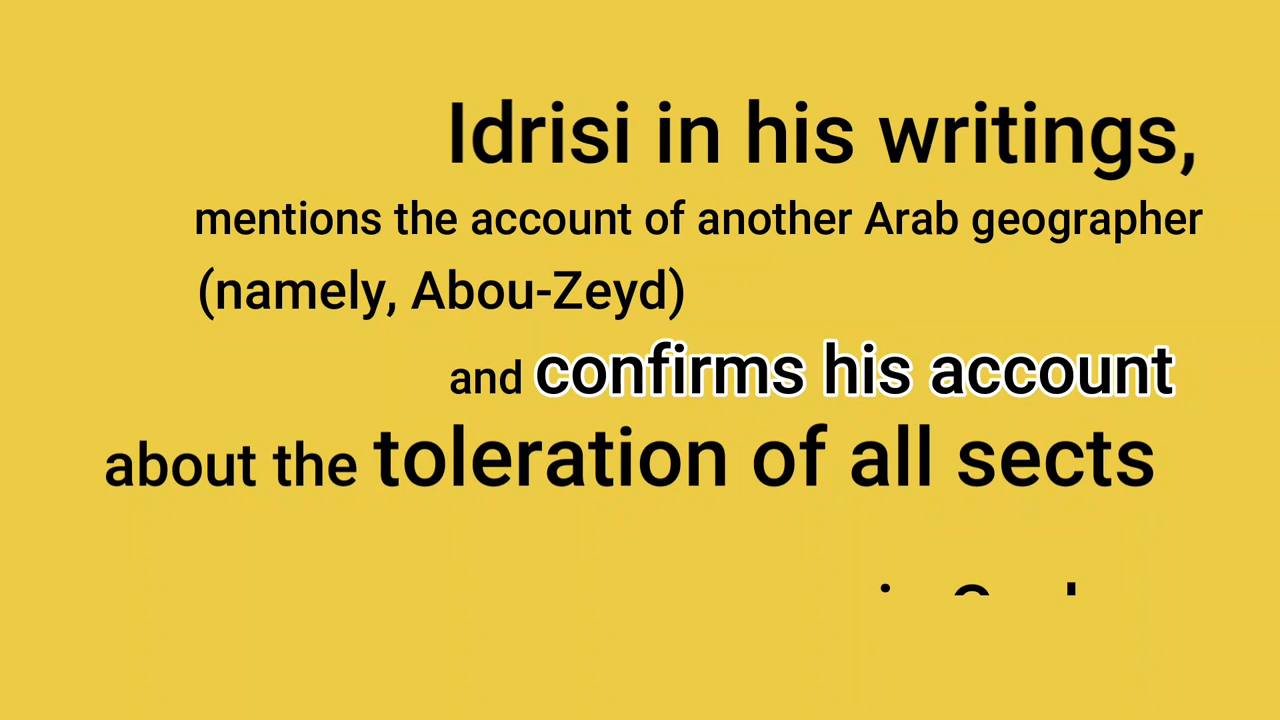 Idrisi in his writings,
mentions the account of another Arab geographer
(namely, Abou-Zeyd)
and confirms his account
about the toleration of all sects